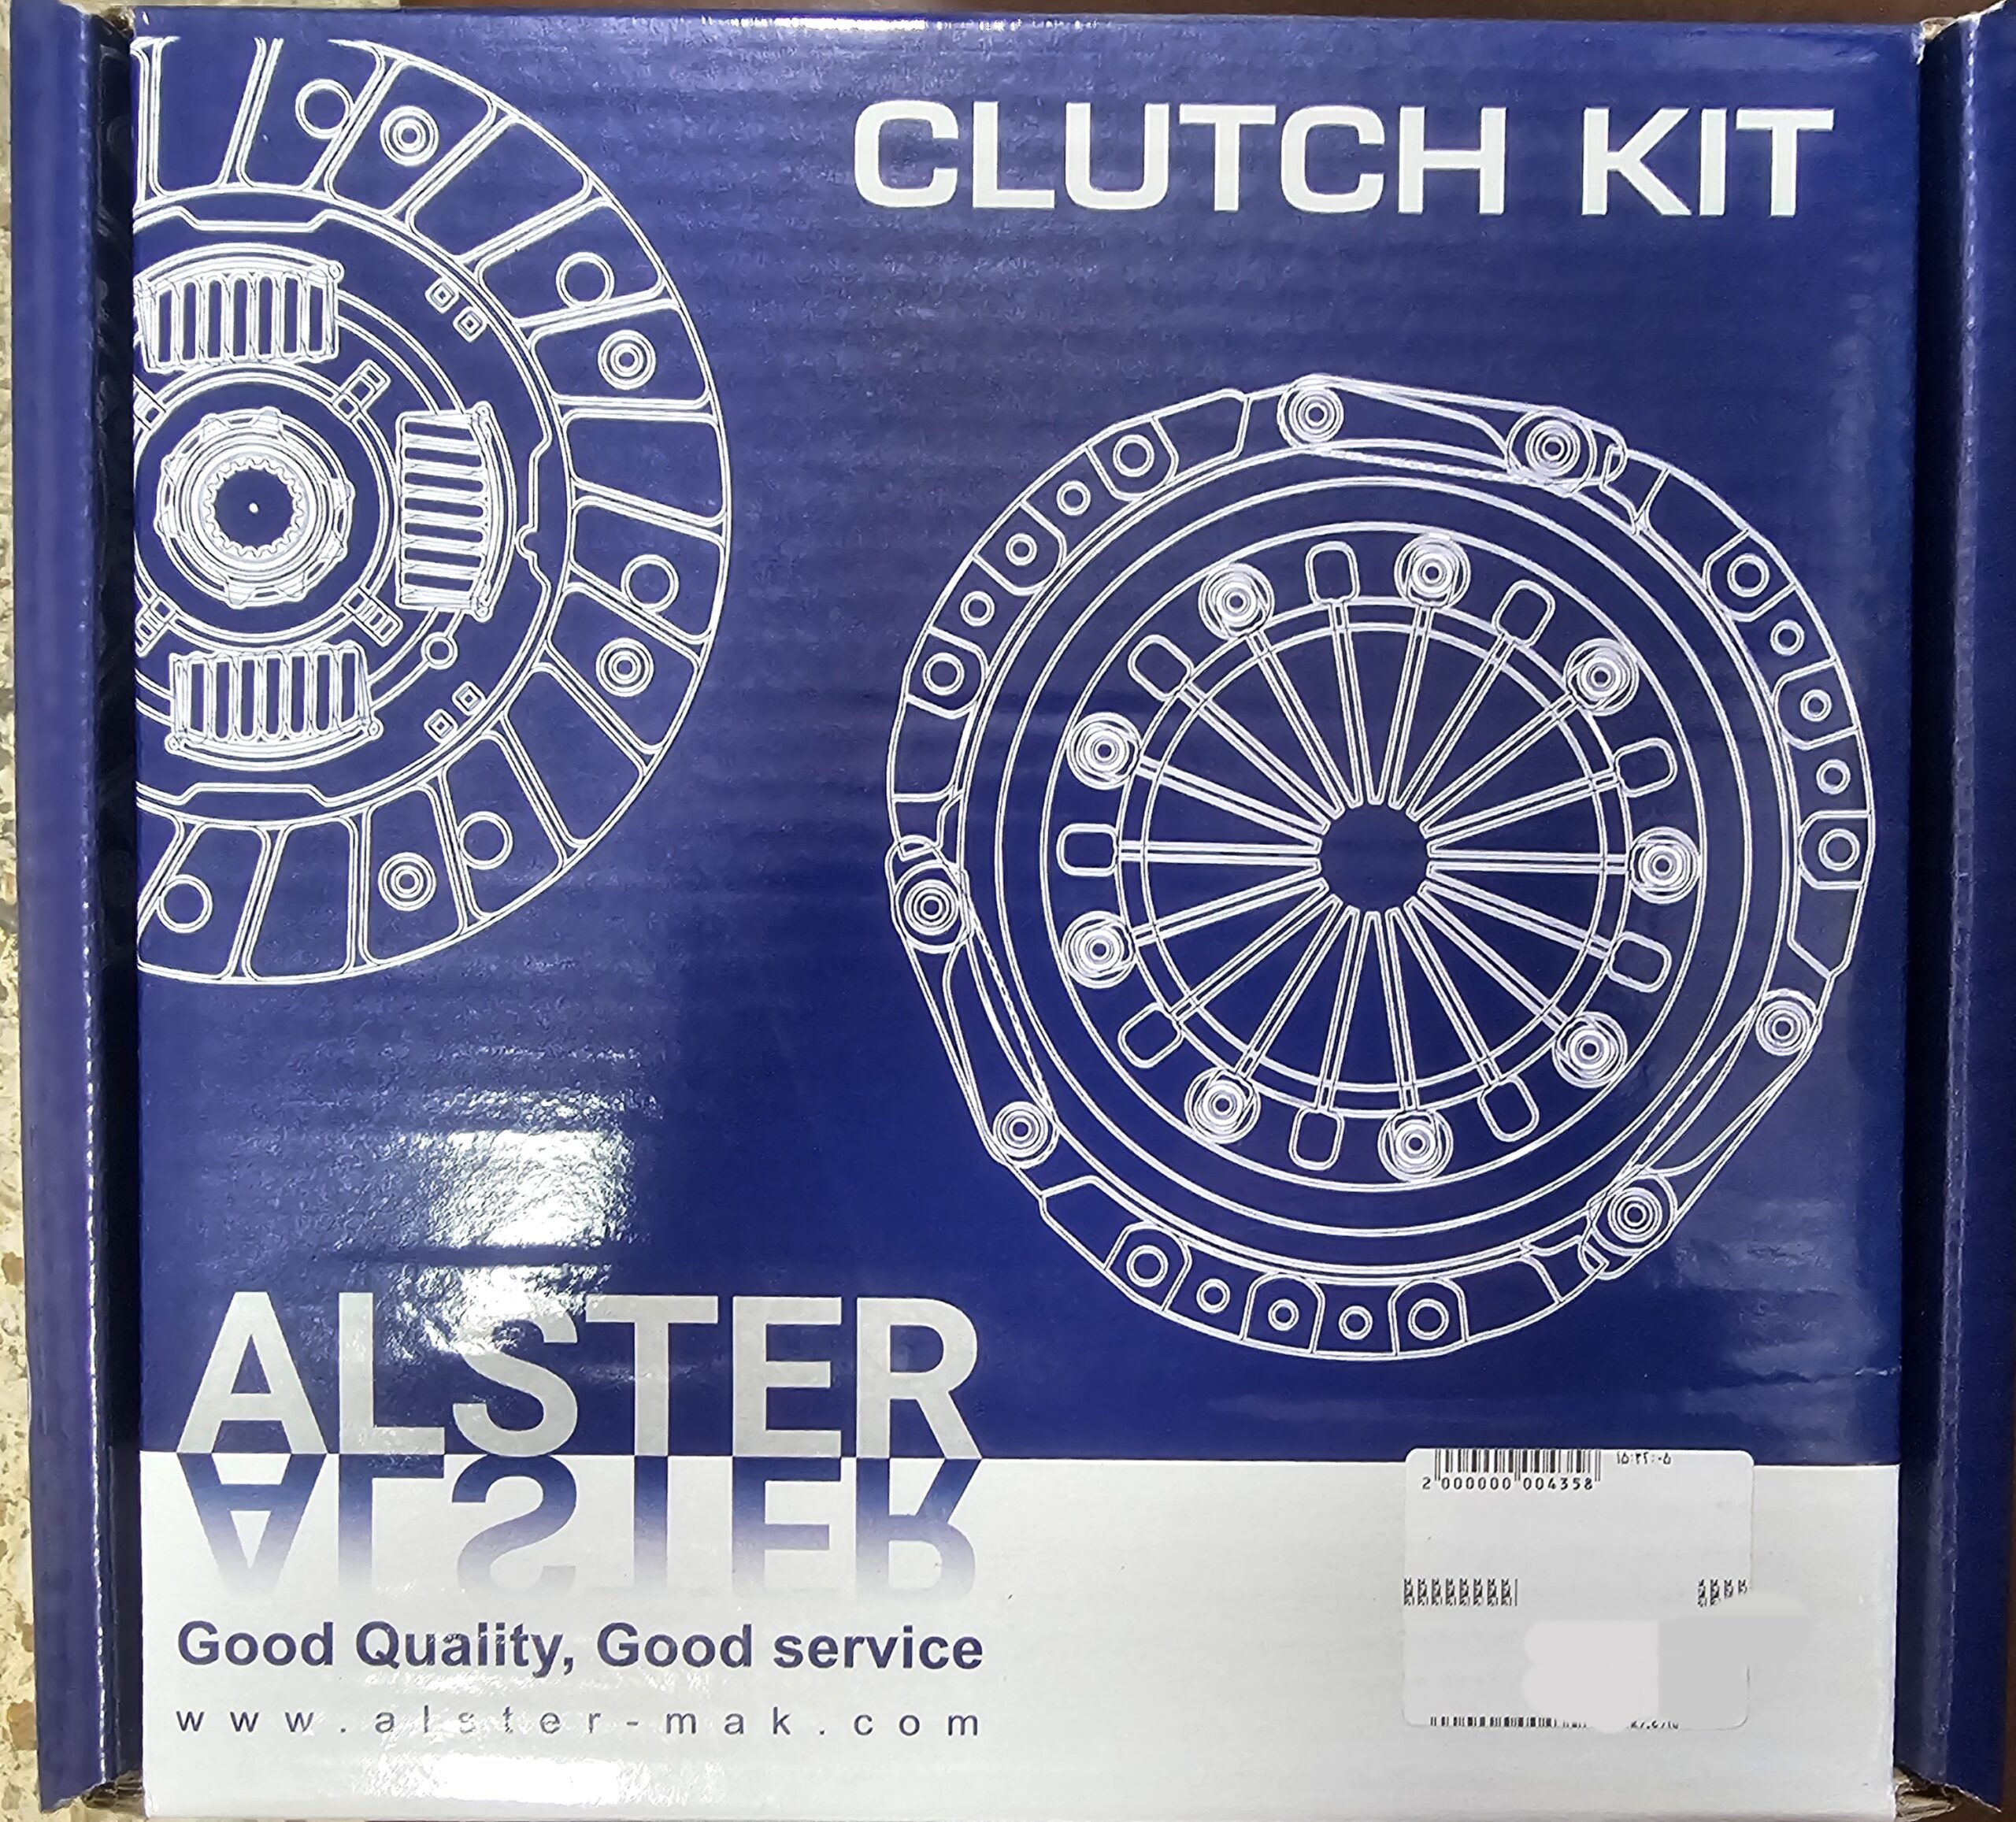 CLUTCH KIT
ALSTER
Good Quality, Good service
www.alster-mak.com
2 000000 004358